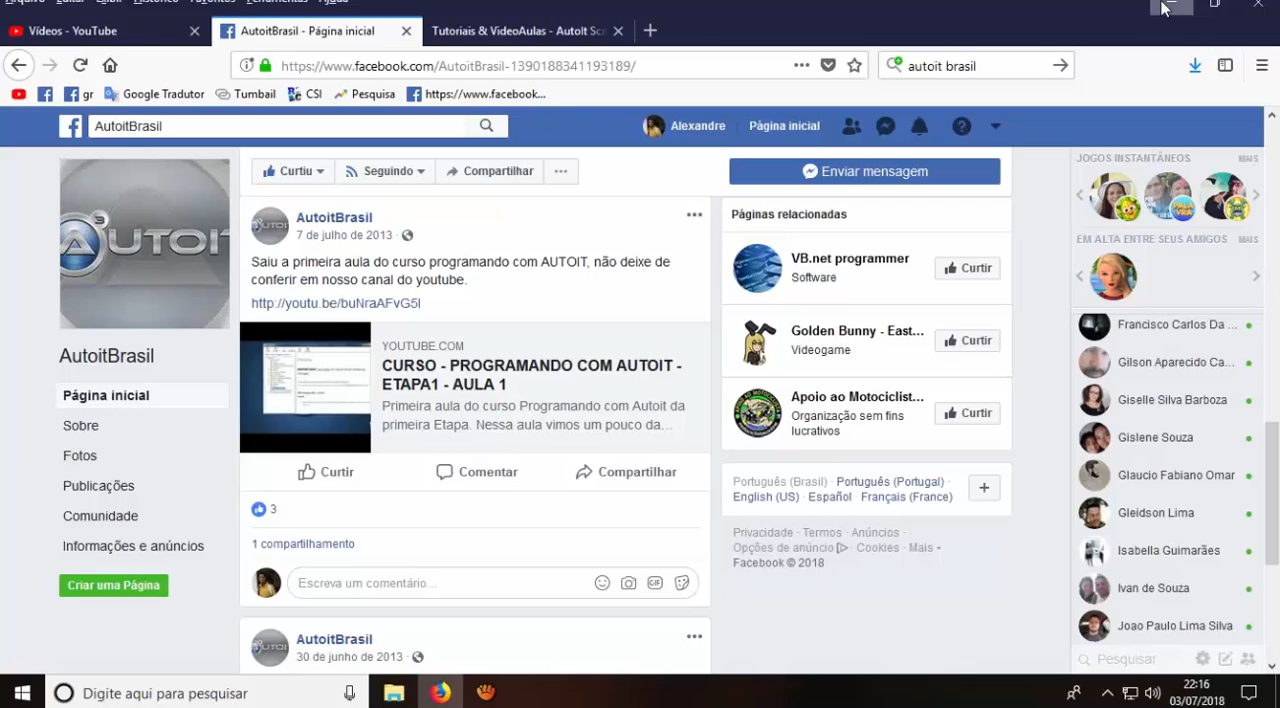 Arquivo Editar Exibir Histórico Favoritos Ferramentas Ajuda
Vídeos - YouTube
AutoitBrasil - Página inicial
Tutoriais & VideoAulas - AutoIt Scr
https://www.facebook.com/AutoitBrasil-1390188341193189/
autoit brasil
gr
Google Tradutor
Tumbail
CSI
Pesquisa
https://www.facebook...
AutoitBrasil
Alexandre
Página inicial
Curtiu
Seguindo
Compartilhar
Enviar mensagem
AUTOIT
AutoitBrasil
Página inicial
Sobre
Fotos
Publicações
Comunidade
Informações e anúncios
Criar uma Página
AutoitBrasil
7 de julho de 2013
Saiu a primeira aula do curso programando com AUTOIT, não deixe de
conferir em nosso canal do youtube.
http://youtu.be/buNraAFvG5I
YOUTUBE.COM
CURSO - PROGRAMANDO COM AUTOIT -
ETAPA1 - AULA 1
Primeira aula do curso Programando com Autoit da
primeira Etapa. Nessa aula vimos um pouco da...
Curtir
Comentar
Compartilhar
3
1 compartilhamento
Escreva um comentário...
GIF
AutoitBrasil
30 de junho de 2013
Páginas relacionadas
VB.net programmer
Software
Curtir
Golden Bunny - East...
Videogame
Curtir
Apoio ao Motociclist...
Organização sem fins
lucrativos
Curtir
Português (Brasil) · Português (Portugal) ·
English (US) · Español · Français (France)
Privacidade · Termos · Anúncios ·
Opções de anúncio · Cookies · Mais
Facebook © 2018
JOGOS INSTANTÂNEOS
MAIS
EM ALTA ENTRE SEUS AMIGOS
MAIS
Francisco Carlos Da ...
Gilson Aparecido Ca...
Giselle Silva Barboza
Gislene Souza
Glaucio Fabiano Omar
Gleidson Lima
Isabella Guimarães
Ivan de Souza
Joao Paulo Lima Silva
Pesquisar
Digite aqui para pesquisar
22:16
03/07/2018